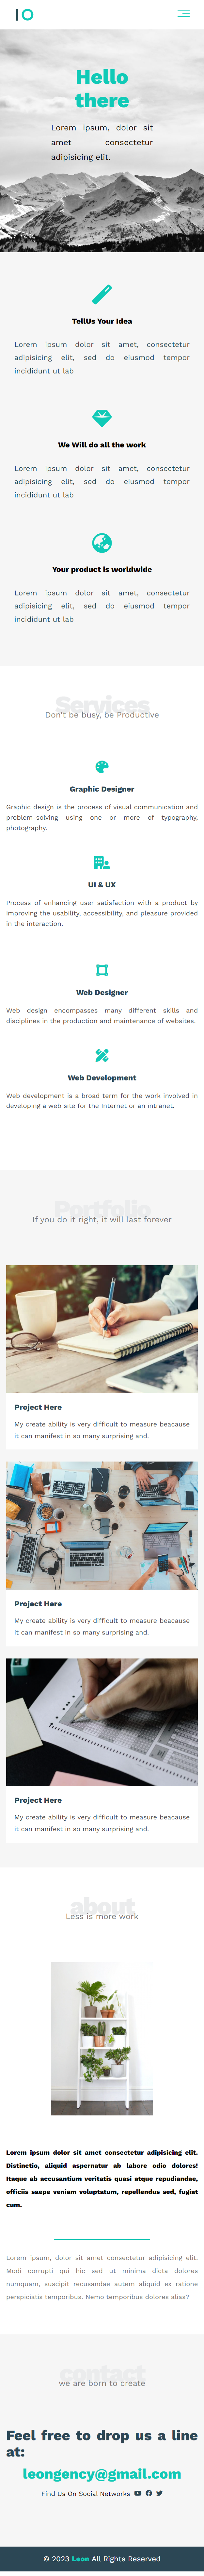 IO
Hello
there
Lorem ipsum, dolor sit
amet consectetur
adipisicing elit.
TellUs Your Idea
Lorem ipsum dolor sit amet, consectetur
adipisicing elit, sed do eiusmod tempor
incididunt ut lab
We Will do all the work
Lorem ipsum dolor sit amet, consectetur
adipisicing elit, sed do eiusmod tempor
incididunt ut lab
Your product is worldwide
Lorem ipsum dolor sit amet, consectetur
adipisicing elit, sed do eiusmod tempor
incididunt ut lab
Services
Don't be busy, be Productive
Graphic Designer
Graphic design is the process of visual communication and
problem-solving using one or more of typography,
photography.
UI & UX
Process of enhancing user satisfaction with a product by
improving the usability, accessibility, and pleasure provided
in the interaction.
Web Designer
Web design encompasses many different skills and
disciplines in the production and maintenance of websites.
Web Development
Web development is a broad term for the work involved in
developing a web site for the internet or an intranet.
Portfolio
If you do it right, it will last forever
Project Here
My create ability is very difficult to measure beacause
it can manifest in so many surprising and.
Project Here
My create ability is very difficult to measure beacause
it can manifest in so many surprising and.
Project Here
My create ability is very difficult to measure beacause
it can manifest in so many surprising and.
about
Less is more work
Lorem ipsum dolor sit amet consectetur adipisicing elit.
Distinctio, aliquid aspernatur ab labore odio dolores!
Itaque ab accusantium veritatis quasi atque repudiandae,
officiis saepe veniam voluptatum, repellendus sed, fugiat
cum.
Lorem ipsum, dolor sit amet consectetur adipisicing elit.
Modi corrupti qui hic sed ut minima dicta dolores
numquam, suscipit recusandae autem aliquid ex ratione
perspiciatis temporibus. Nemo temporibus dolores alias?
contact
we are born to create
Feel free to drop us a line
at:
leongency@gmail.com
Find Us On Social Networks
© 2023 Leon All Rights Reserved